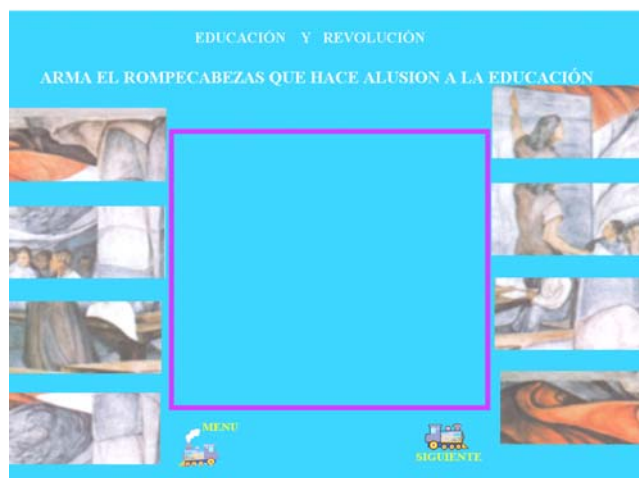 EDUCACIÓN Y REVOLUCIÓN
ARMA EL ROMPECABEZAS QUE HACE ALUSION A LA EDUCACIÓN
MENU
SIGUIENTE